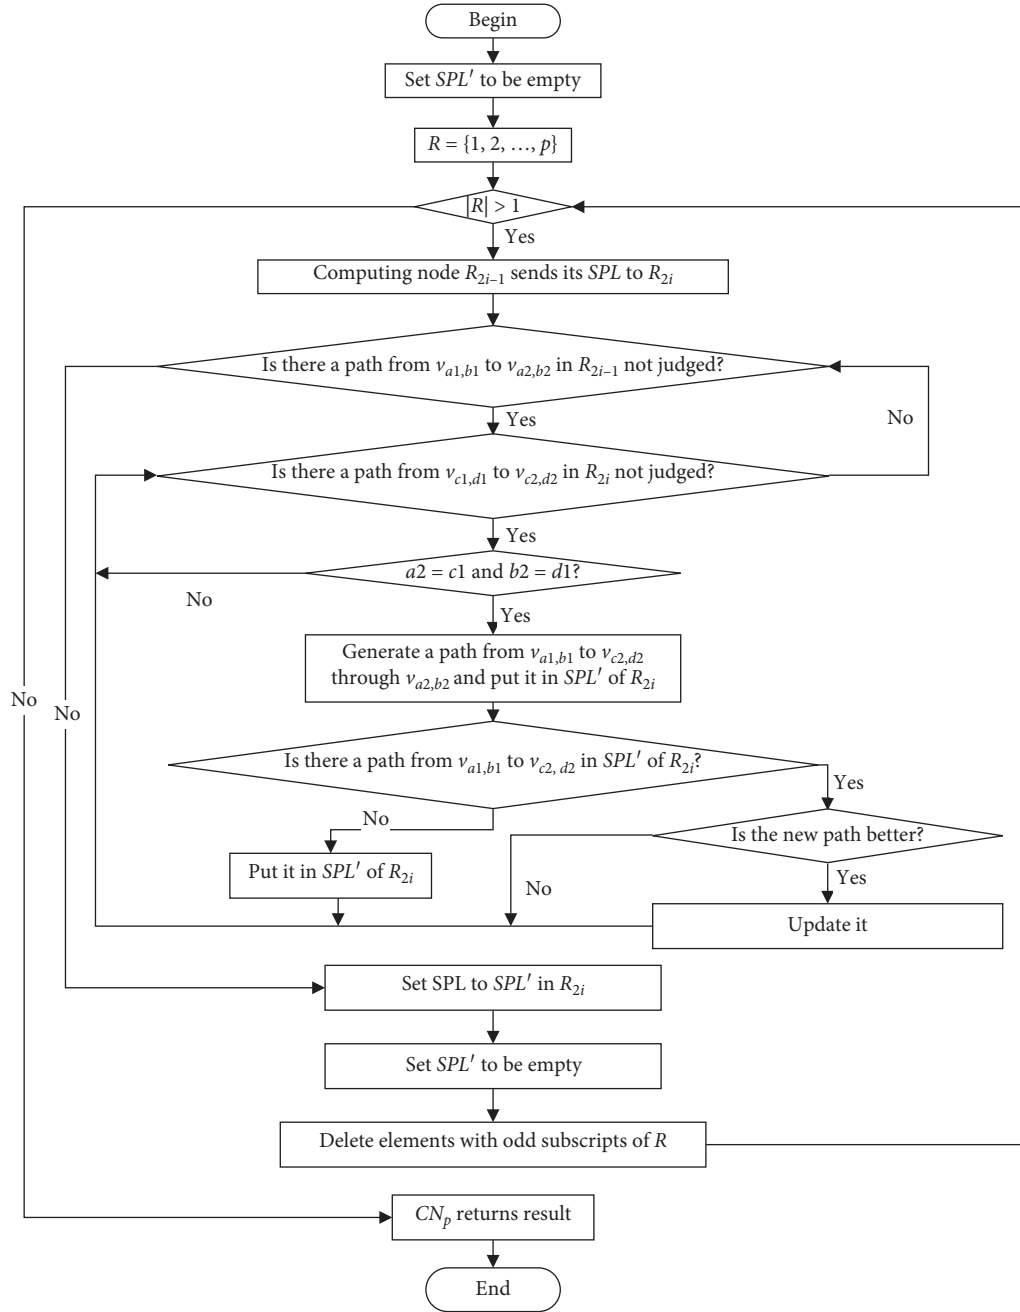 Begin
Set SPL′ to be empty
R = {1, 2, …, p}
|R| > 1
Yes
Computing node R2i–1 sends its SPL to R2i
Is there a path from va1,b1 to va2,b2 in R2i–1 not judged?
No
Yes
Is there a path from vc1,d1 to vc2,d2 in R2i not judged?
Yes
a2 = c1 and b2 = d1?
No
Yes
Generate a path from va1,b1 to vc2,d2
through va2,b2 and put it in SPL′ of R2i
No
No
Is there a path from va1,b1 to vc2, d2 in SPL′ of R2i?
Yes
No
Is the new path better?
Put it in SPL′ of R2i
No
Yes
Update it
Set SPL to SPL′ in R2i
Set SPL′ to be empty
Delete elements with odd subscripts of R
CNp returns result
End